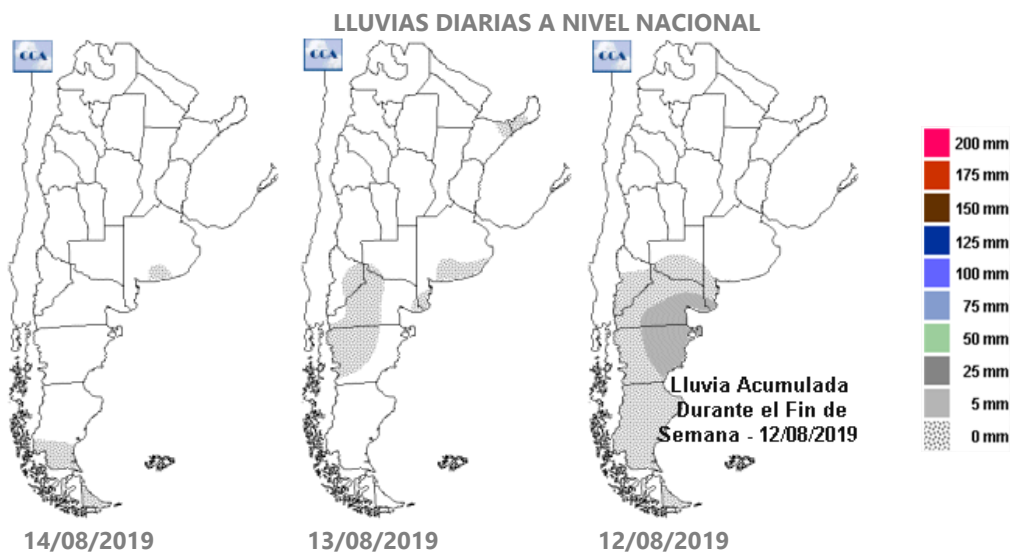 LLUVIAS DIARIAS A NIVEL NACIONAL
CCA
CCA
CCA
200 mm
175 mm
150 mm
125 mm
100 mm
75 mm
50 mm
25 mm
5 mm
0 mm
Lluvia Acumulada
Durante el Fin de
Semana - 12/08/2019
14/08/2019
13/08/2019
12/08/2019